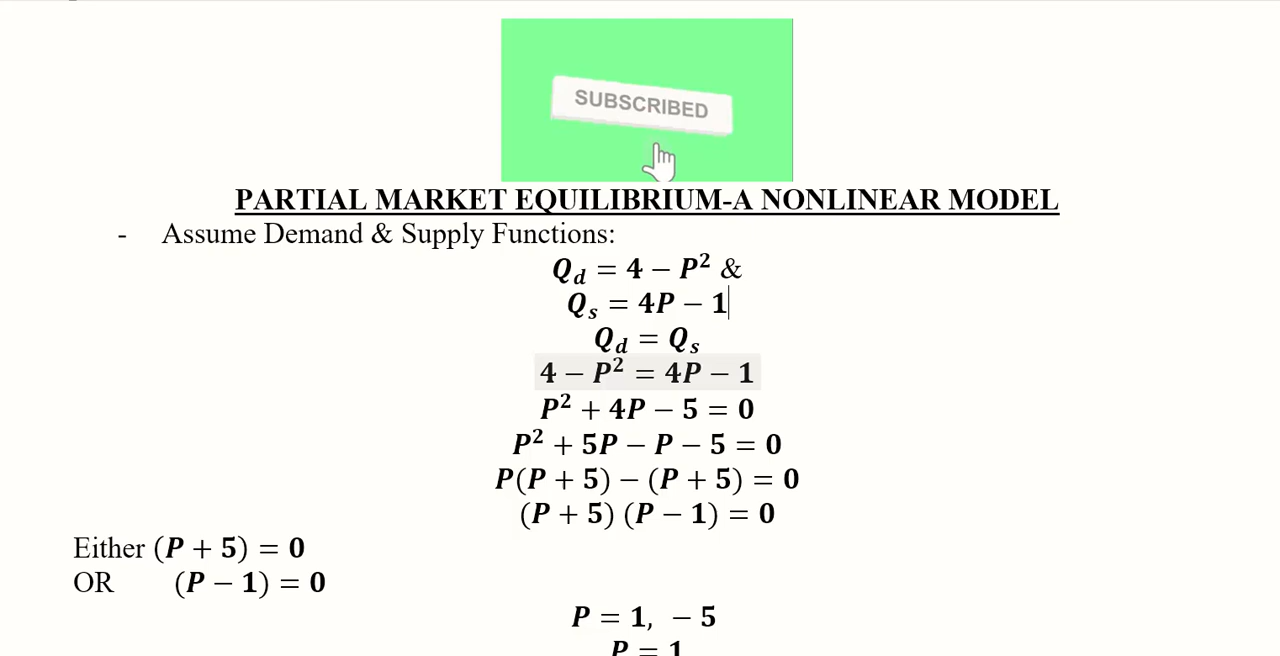 SUBSCRIBED
PARTIAL MARKET EQUILIBRIUM-A NONLINEAR MODEL
- Assume Demand & Supply Functions:
Q_d = 4 − P² &
Q_s = 4P − 1
Q_d = Q_s
4 − P² = 4P − 1
P² + 4P − 5 = 0
P² + 5P − P − 5 = 0
P(P + 5) − (P + 5) = 0
(P + 5) (P − 1) = 0
Either (P + 5) = 0
OR (P − 1) = 0
P = 1, − 5
P = 1